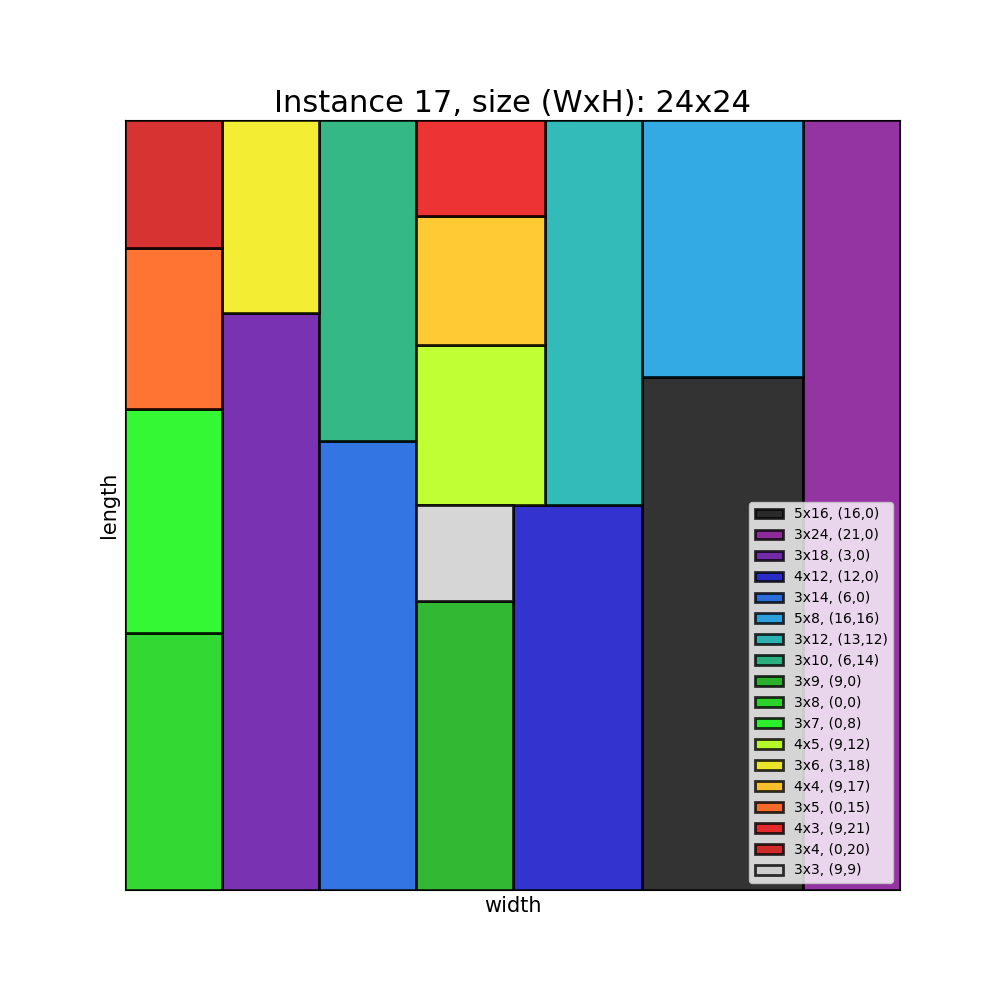 Instance 17, size (WxH): 24x24
length
5x16, (16,0)
3x24, (21,0)
3x18, (3,0)
4x12, (12,0)
3x14, (6,0)
5x8, (16,16)
3x12, (13,12)
3x10, (6,14)
3x9, (9,0)
3x8, (0,0)
3x7, (0,8)
4x5, (9,12)
3x6, (3,18)
4x4, (9,17)
3x5, (0,15)
4x3, (9,21)
3x4, (0,20)
3x3, (9,9)
width